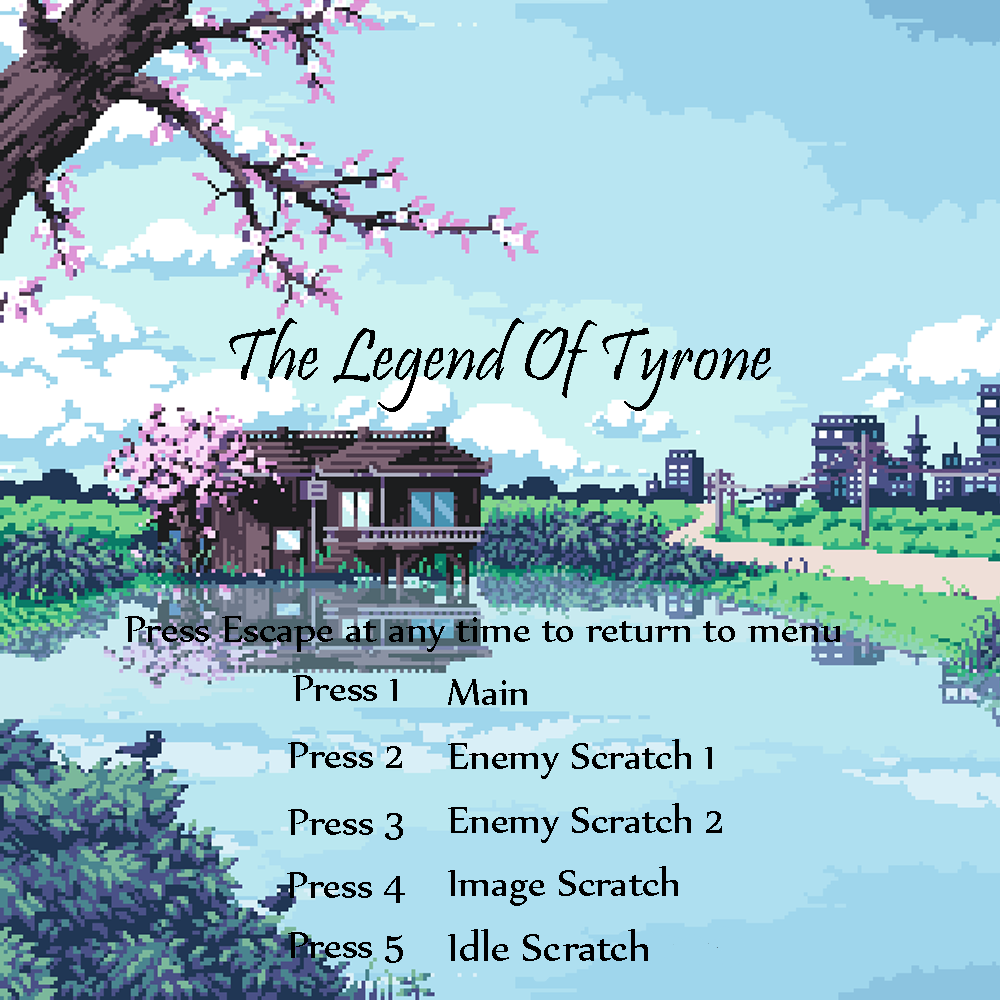 The Legend Of Tyrone
Press Escape at any time to return to menu
Press 1 Main
Press 2 Enemy Scratch 1
Press 3 Enemy Scratch 2
Press 4 Image Scratch
Press 5 Idle Scratch